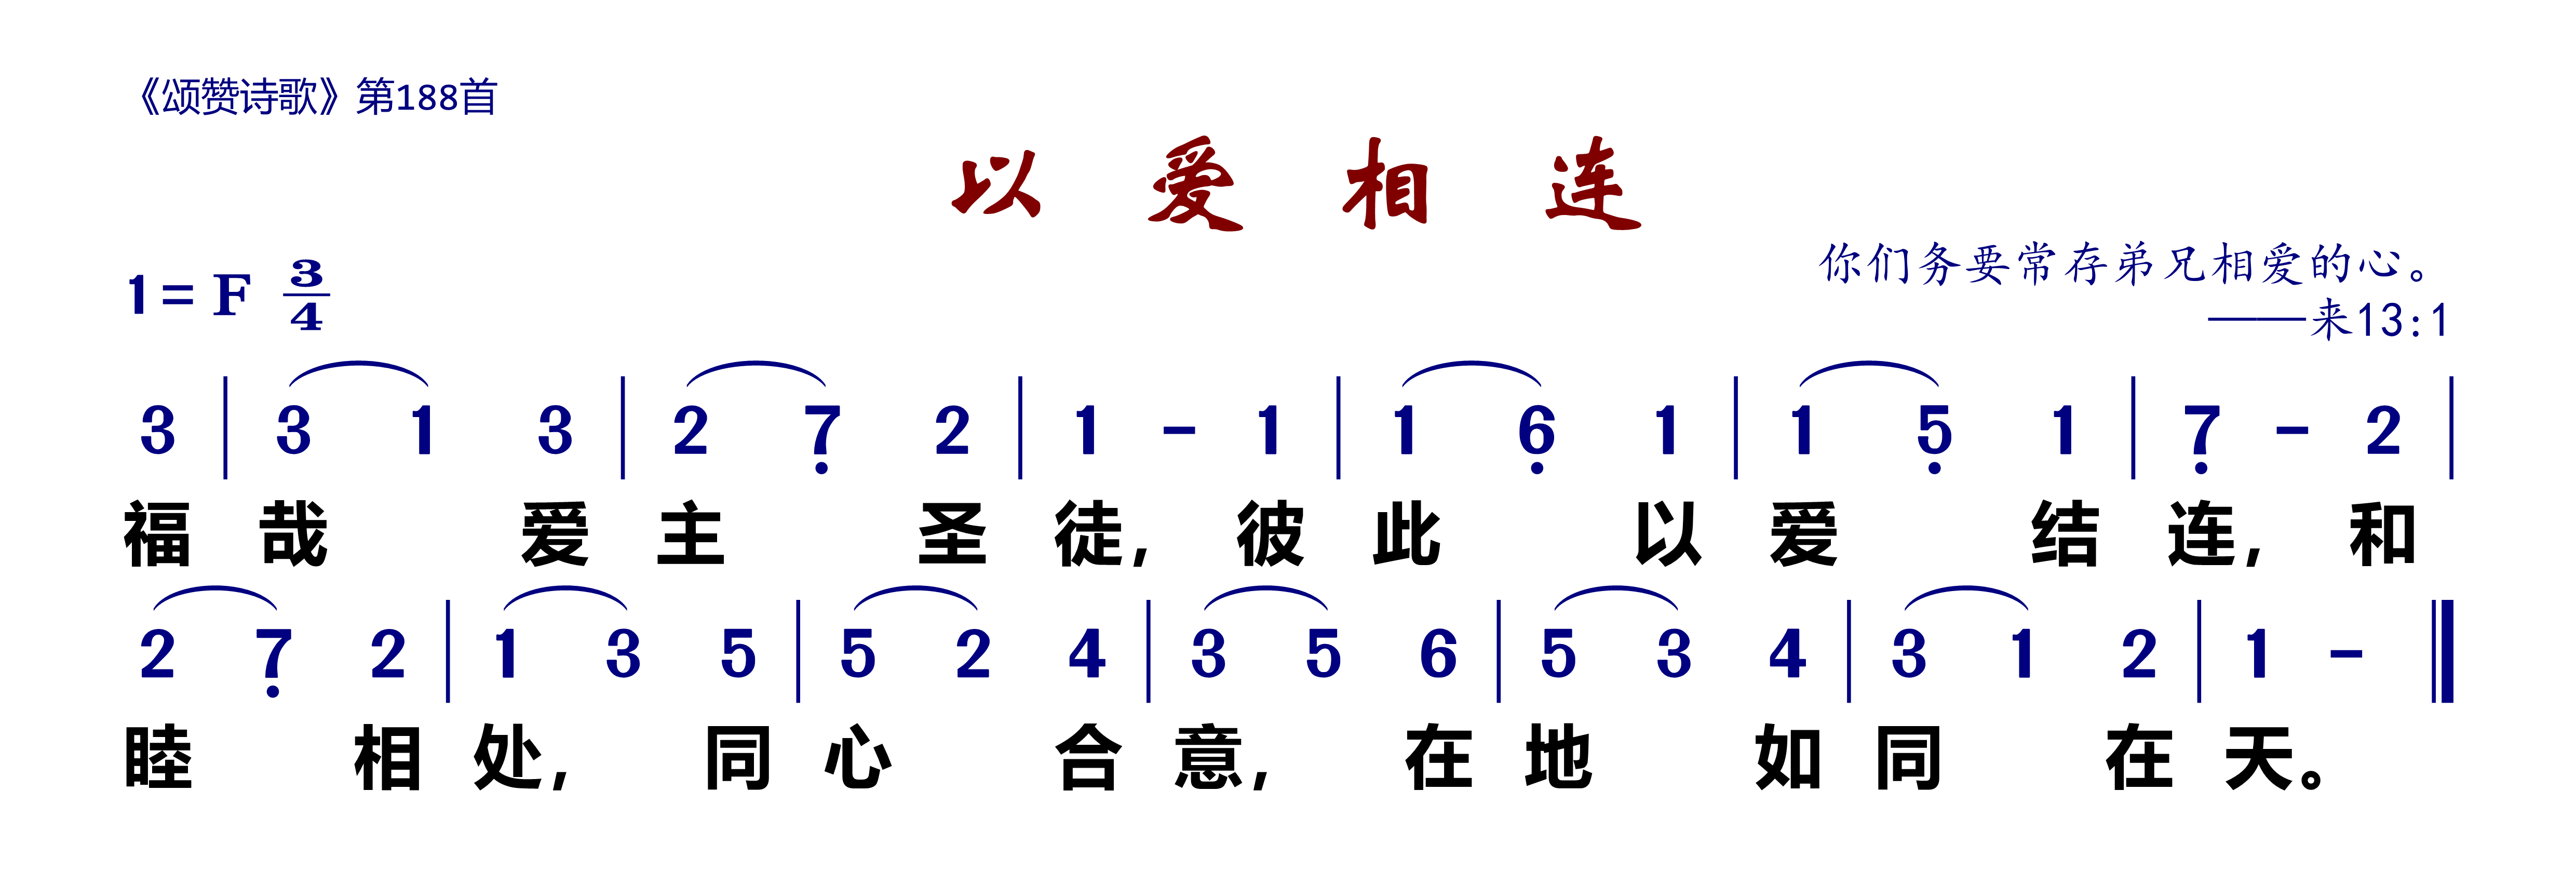 《颂赞诗歌》第188首
以 爱 相 连
你们务要常存弟兄相爱的心。
1= F 3/4
——来13:1
3 | 3 1 3 | 2 7 2 | 1 - 1 | 1 6 1 | 1 5 1 | 7 - 2 |
福 哉 爱 主 圣 徒, 彼 此 以 爱 结 连, 和
2 7 2 | 1 3 5 | 5 2 4 | 3 5 6 | 5 3 4 | 3 1 2 | 1 - ‖
睦 相 处, 同 心 合 意, 在 地 如 同 在 天。